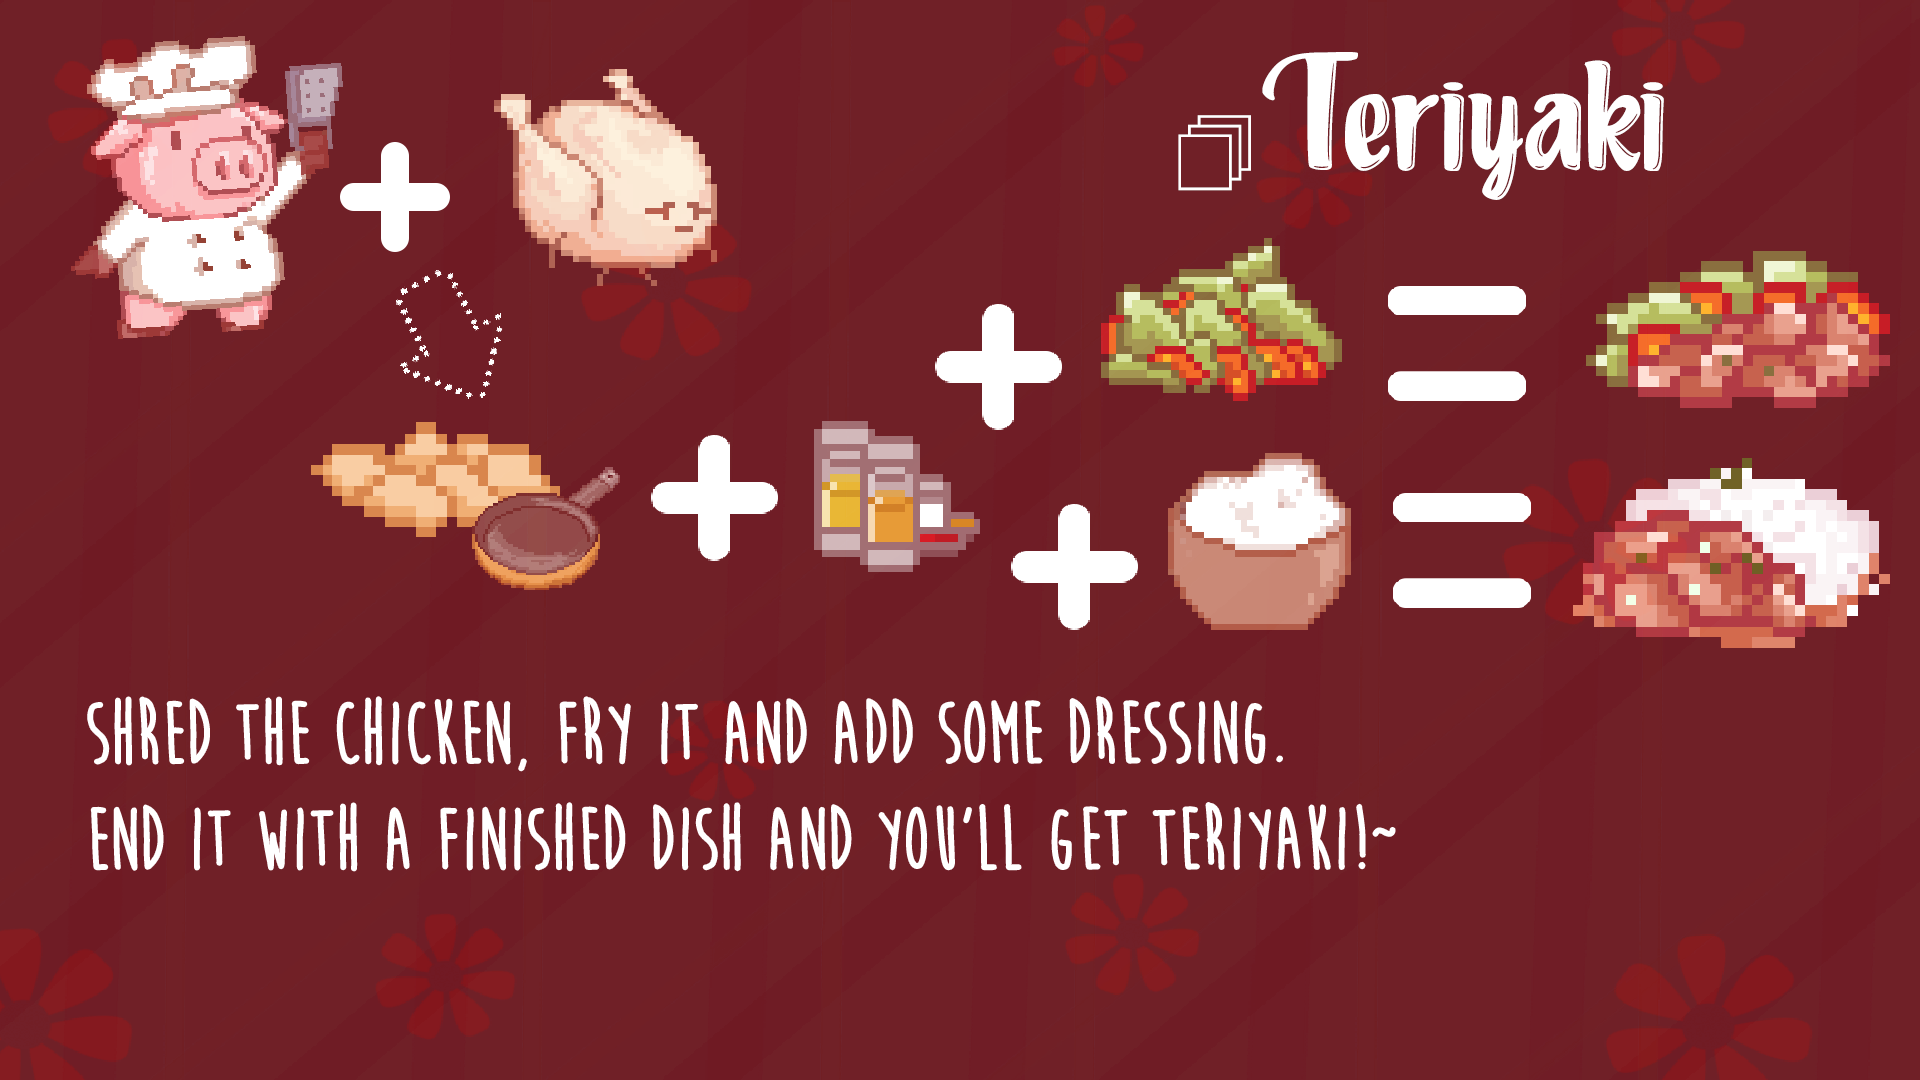 Teriyaki
SHRED THE CHICKEN, FRY IT AND ADD SOME DRESSING.
END IT WITH A FINISHED DISH AND YOU'LL GET TERIYAKI!~